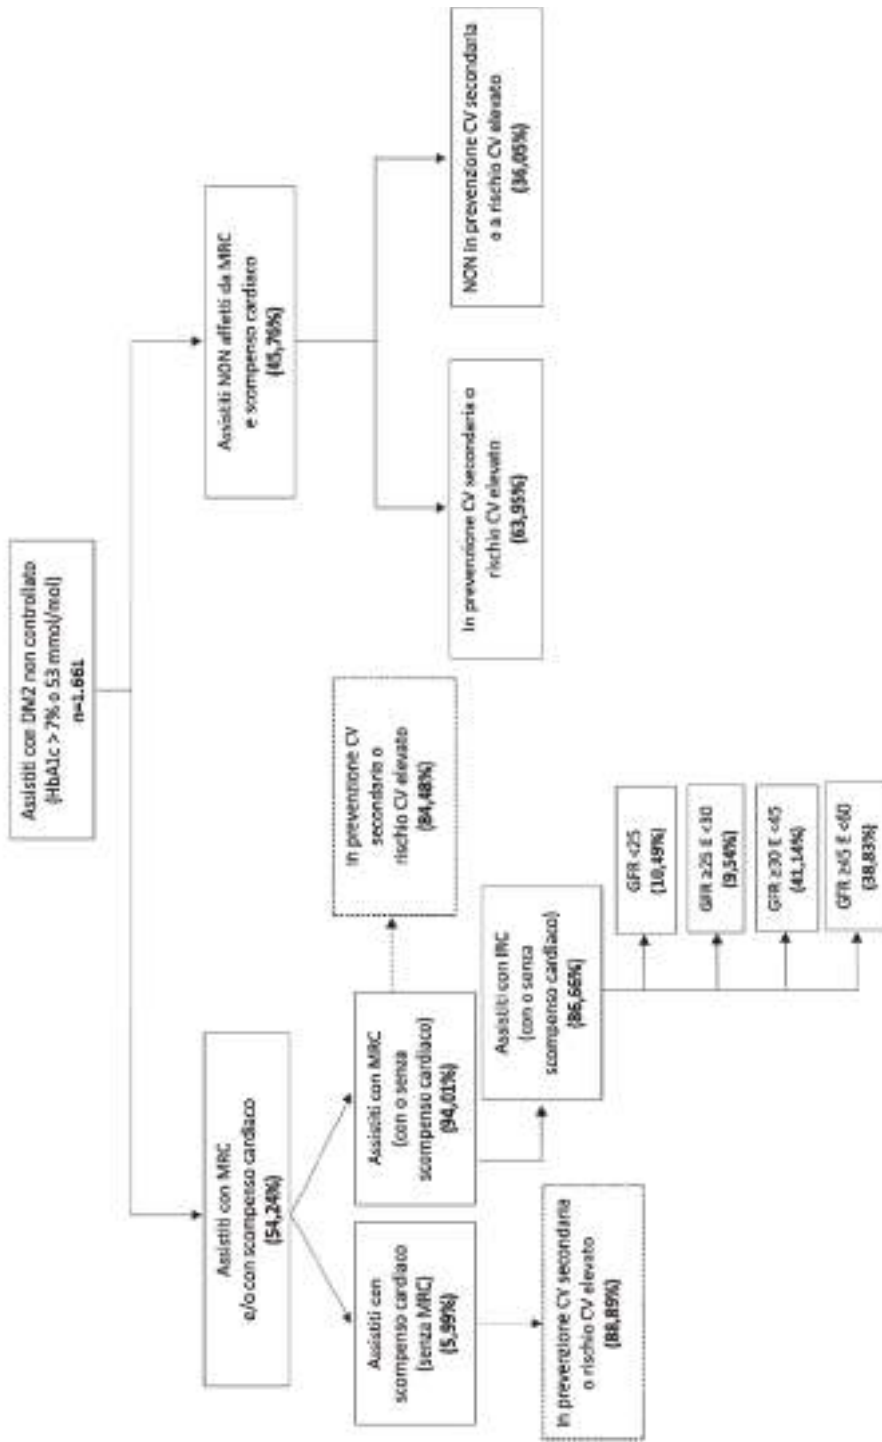 Assistiti con DM2 non controllato
(HbA1c > 7% o 53 mmol/mol)
n=1.661
Assistiti con MRC
e/o con scompenso cardiaco
(54,24%)
Assistiti NON affetti da MRC
e scompenso cardiaco
(45,76%)
Assistiti con
scompenso cardiaco
(senza MRC)
(5,99%)
Assistiti con MRC
(con o senza
scompenso cardiaco)
(94,01%)
In prevenzione CV
secondaria o
rischio CV elevato
(84,48%)
In prevenzione CV secondaria o
rischio CV elevato
(63,95%)
NON in prevenzione CV secondaria
o a rischio CV elevato
(36,05%)
In prevenzione CV secondaria
o rischio CV elevato
(88,89%)
Assistiti con IRC
(con o senza
scompenso cardiaco)
(86,66%)
GFR <25
(10,49%)
GFR ≥25 E <30
(9,54%)
GFR ≥30 E <45
(41,14%)
GFR ≥45 E <60
(38,83%)